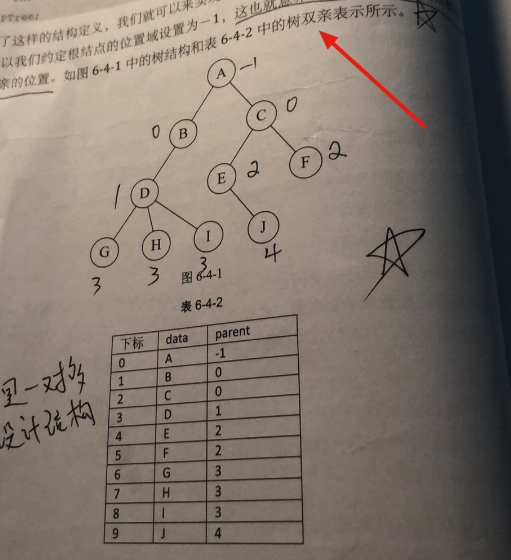 PTree;
了这样的结构定义，我们就可以来实现
以我们约定根结点的位置域设置为－1，这也就意
亲的位置。如图 6-4-1 中的树结构和表 6-4-2 中的树双亲表示所示。
A -1
0 B C 0
1 D E 2 F 2
G H I J
3 3 3 4
图 6-4-1
表 6-4-2
下标 data parent
0 A -1
1 B 0
2 C 0
3 D 1
4 E 2
5 F 2
6 G 3
7 H 3
8 I 3
9 J 4
里一对多
设计结构